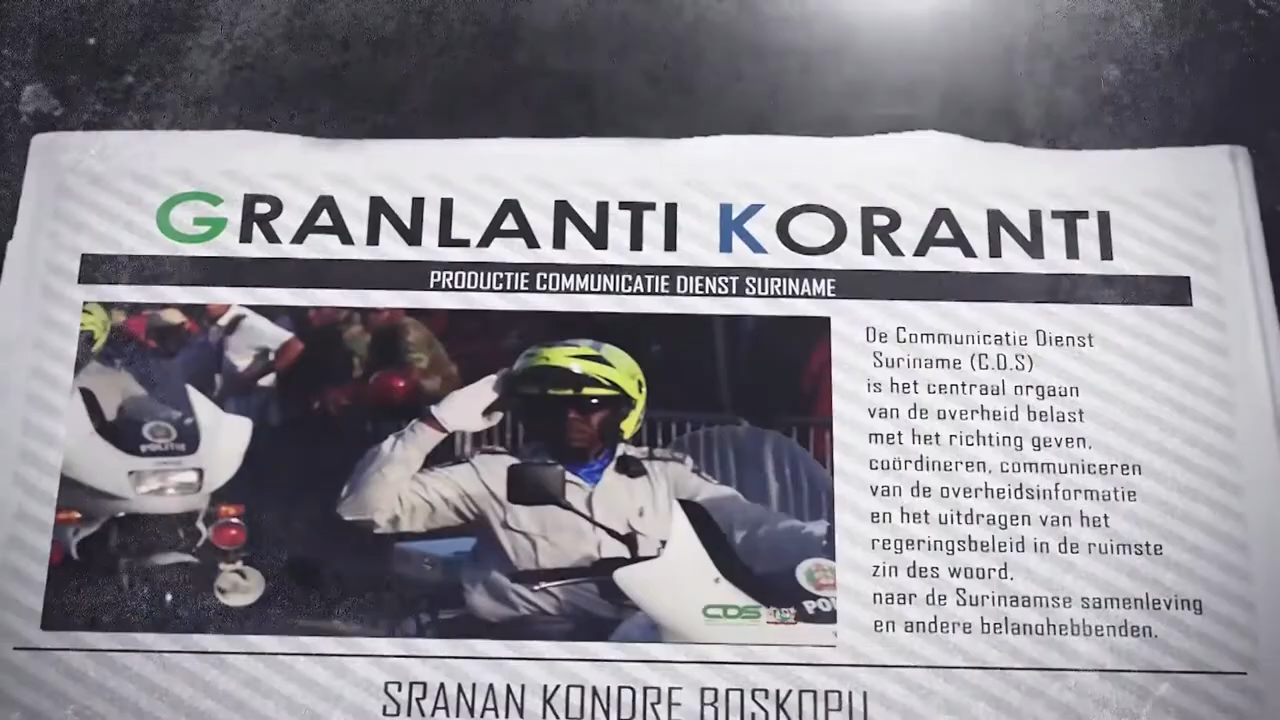 GRANLANTI KORANTI
PRODUCTIE COMMUNICATIE DIENST SURINAME
De Communicatie Dienst
Suriname (C.D.S)
is het centraal orgaan
van de overheid belast
met het richting geven,
coördineren, communiceren
van de overheidsinformatie
en het uitdragen van het
regeringsbeleid in de ruimste
zin des woord,
naar de Surinaamse samenleving
en andere belanghebbenden.
POLITIE
CDS
POL
SRANAN KONDRE BOSKOPU